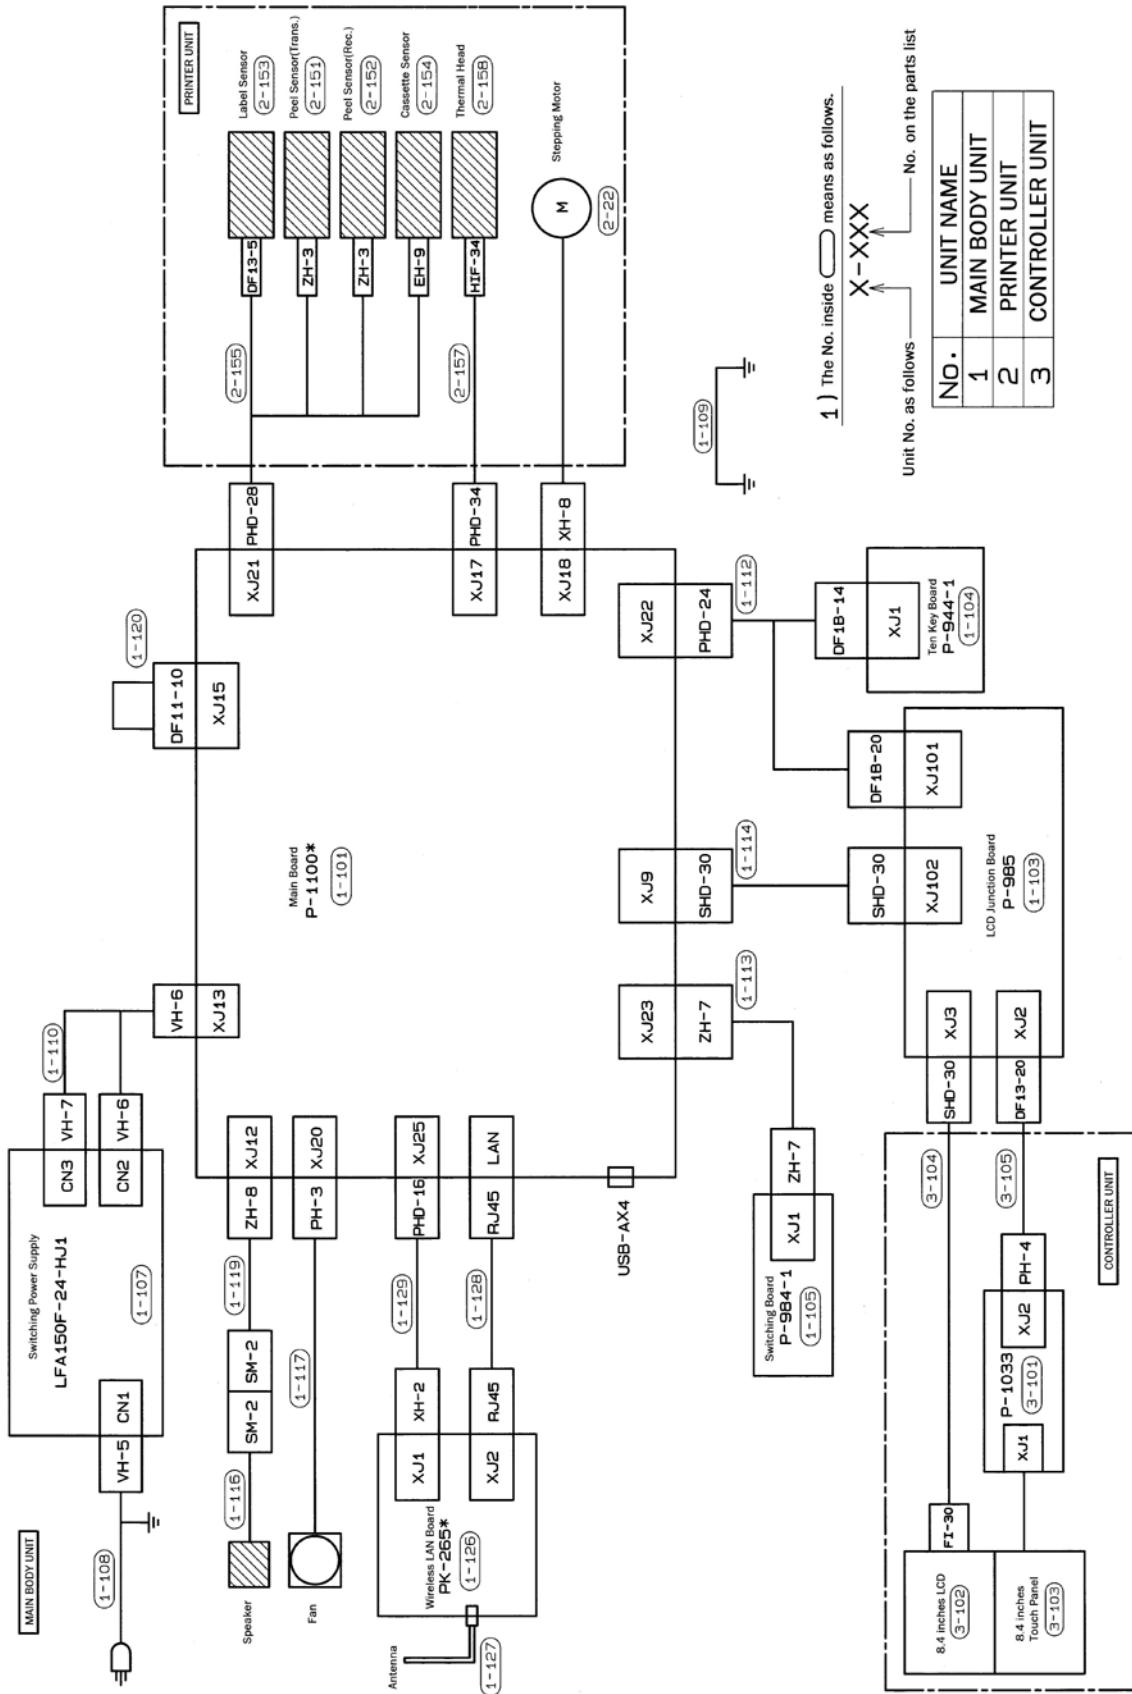 MAIN BODY UNIT
1-108
VH-5
CN1
Switching Power Supply
LFA150F-24-HJ1
1-107
CN3
VH-7
CN2
VH-6
1-110
VH-6
XJ13
1-120
DF11-10
XJ15
Speaker
1-116
SM-2
SM-2
1-119
ZH-8
XJ12
Fan
1-117
PH-3
XJ20
Antenna
1-127
Wireless LAN Board
PK-265*
1-126
XJ1
XH-2
1-129
PHD-16
XJ25
XJ2
RJ45
1-128
RJ45
LAN
USB-AX4
Main Board
P-1100*
1-101
XJ21
PHD-28
XJ17
PHD-34
XJ18
XH-8
PRINTER UNIT
2-155
DF13-5
Label Sensor
2-153
ZH-3
Peel Sensor(Trans.)
2-151
ZH-3
Peel Sensor(Rec.)
2-152
EH-9
Cassette Sensor
2-154
2-157
HIF-34
Thermal Head
2-158
M
Stepping Motor
2-22
XJ23
ZH-7
1-113
XJ9
SHD-30
1-114
XJ22
PHD-24
1-112
1-109
Switching Board
P-984-1
1-105
XJ1
ZH-7
SHD-30
XJ102
DF1B-20
XJ101
DF1B-14
XJ1
Ten Key Board
P-944-1
1-104
LCD Junction Board
P-985
1-103
SHD-30
XJ3
DF13-20
XJ2
CONTROLLER UNIT
3-104
3-105
8.4 inches LCD
3-102
FI-30
8.4 inches
Touch Panel
3-103
XJ1
P-1033
3-101
XJ2
PH-4
1 ) The No. inside means as follows.
X-XXX
Unit No. as follows
No. on the parts list
No. UNIT NAME
1 MAIN BODY UNIT
2 PRINTER UNIT
3 CONTROLLER UNIT